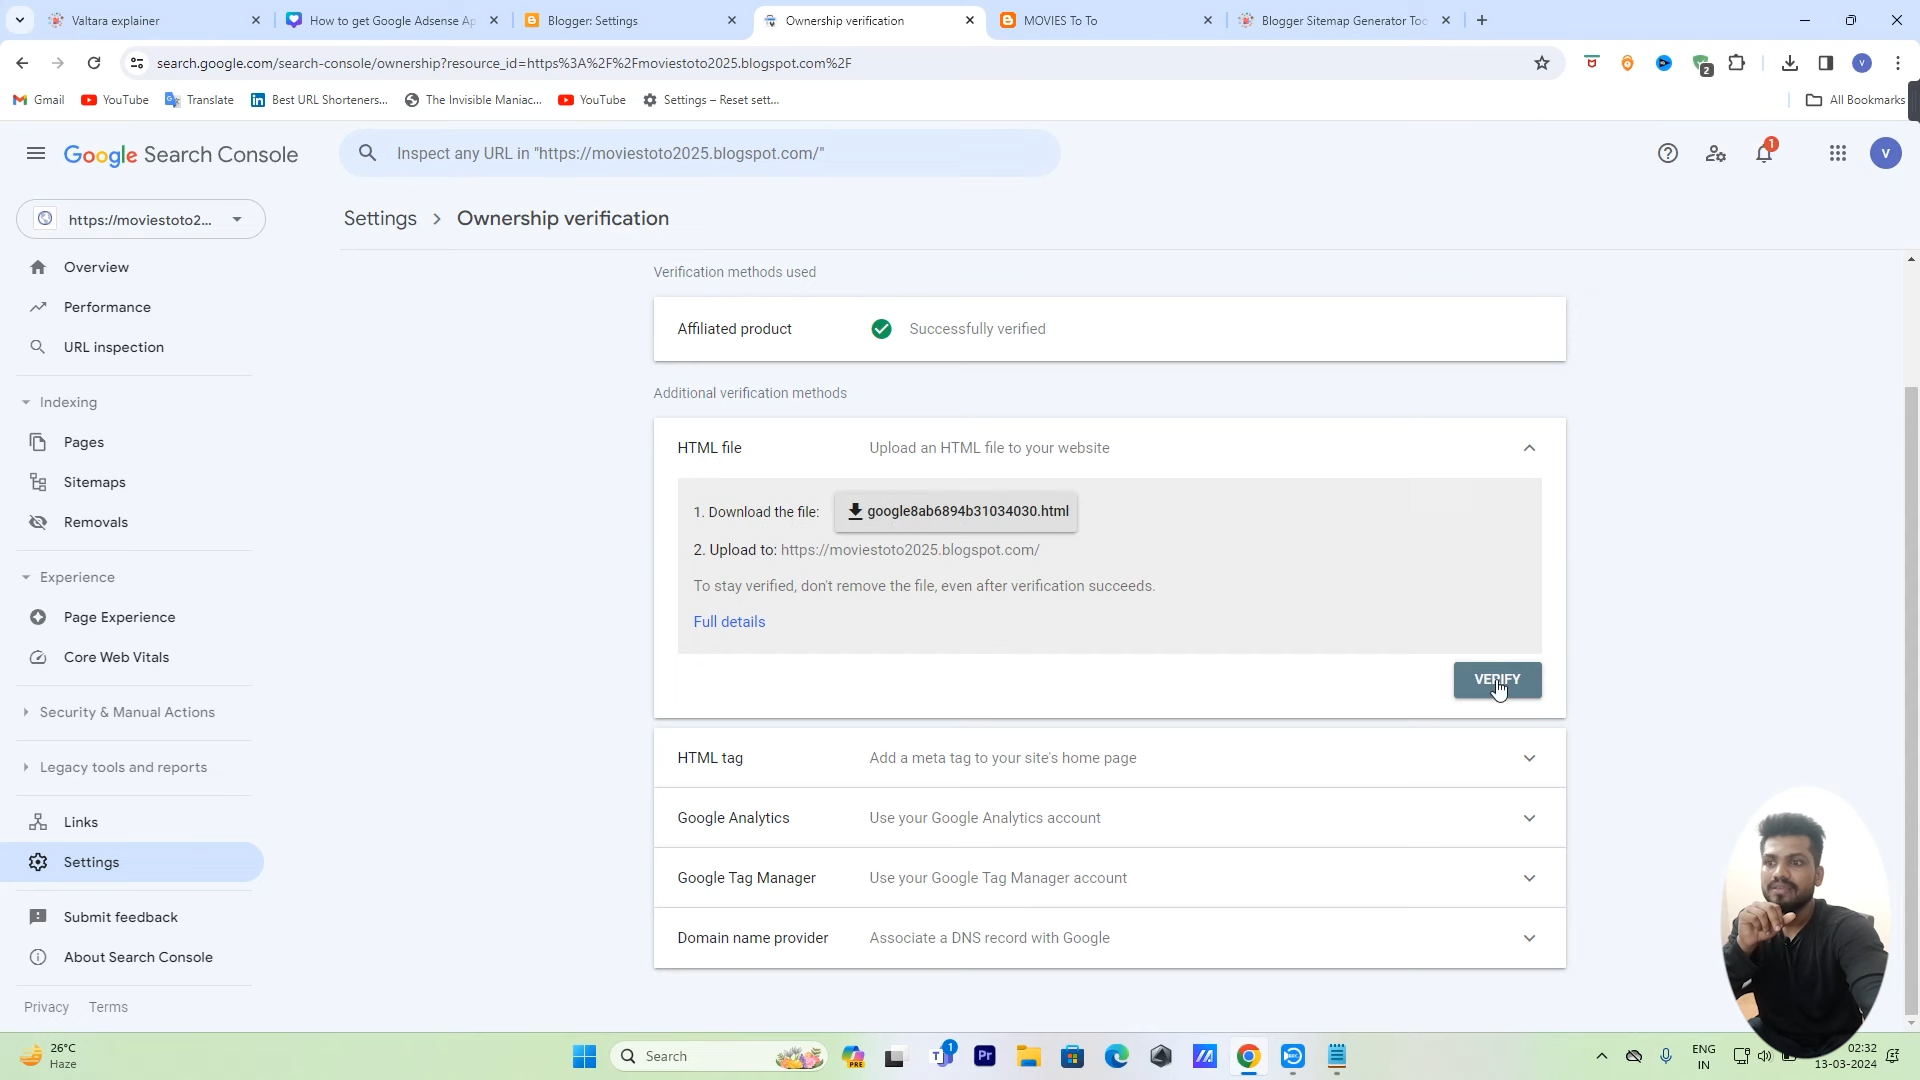 Valtara explainer
How to get Google Adsense Ap
Blogger: Settings
Ownership verification
MOVIES To To
Blogger Sitemap Generator Too
search.google.com/search-console/ownership?resource_id=https%3A%2F%2Fmoviestoto2025.blogspot.com%2F
2
V
Gmail
YouTube
Translate
Best URL Shorteners...
The Invisible Maniac...
YouTube
Settings – Reset sett...
All Bookmarks
Google Search Console
Inspect any URL in "https://moviestoto2025.blogspot.com/"
1
V
https://moviestoto2...
Settings > Ownership verification
Overview
Performance
URL inspection
Indexing
Pages
Sitemaps
Removals
Experience
Page Experience
Core Web Vitals
Security & Manual Actions
Legacy tools and reports
Links
Settings
Submit feedback
About Search Console
Privacy Terms
Verification methods used
Affiliated product Successfully verified
Additional verification methods
HTML file Upload an HTML file to your website
1. Download the file: google8ab6894b31034030.html
2. Upload to: https://moviestoto2025.blogspot.com/
To stay verified, don't remove the file, even after verification succeeds.
Full details
VERIFY
HTML tag Add a meta tag to your site's home page
Google Analytics Use your Google Analytics account
Google Tag Manager Use your Google Tag Manager account
Domain name provider Associate a DNS record with Google
26°C
Haze
Search
PRE
1
Pr
ENG
IN
02:32
13-03-2024